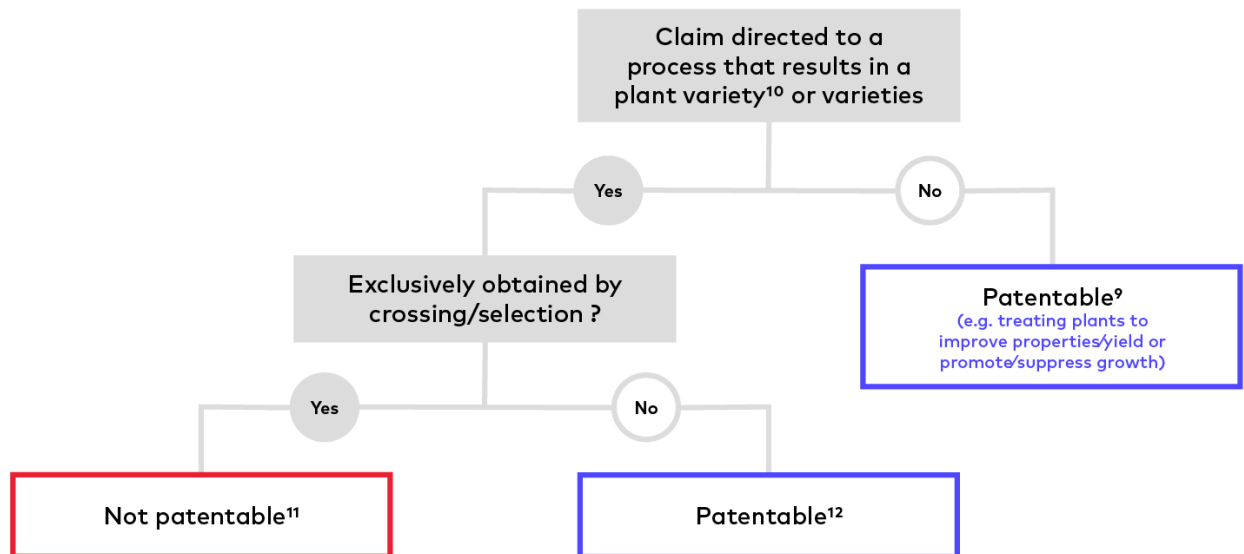 Claim directed to a
process that results in a
plant variety¹⁰ or varieties
Yes
No
Exclusively obtained by
crossing/selection ?
Patentable⁹
(e.g. treating plants to
improve properties/yield or
promote/suppress growth)
Yes
No
Not patentable¹¹
Patentable¹²